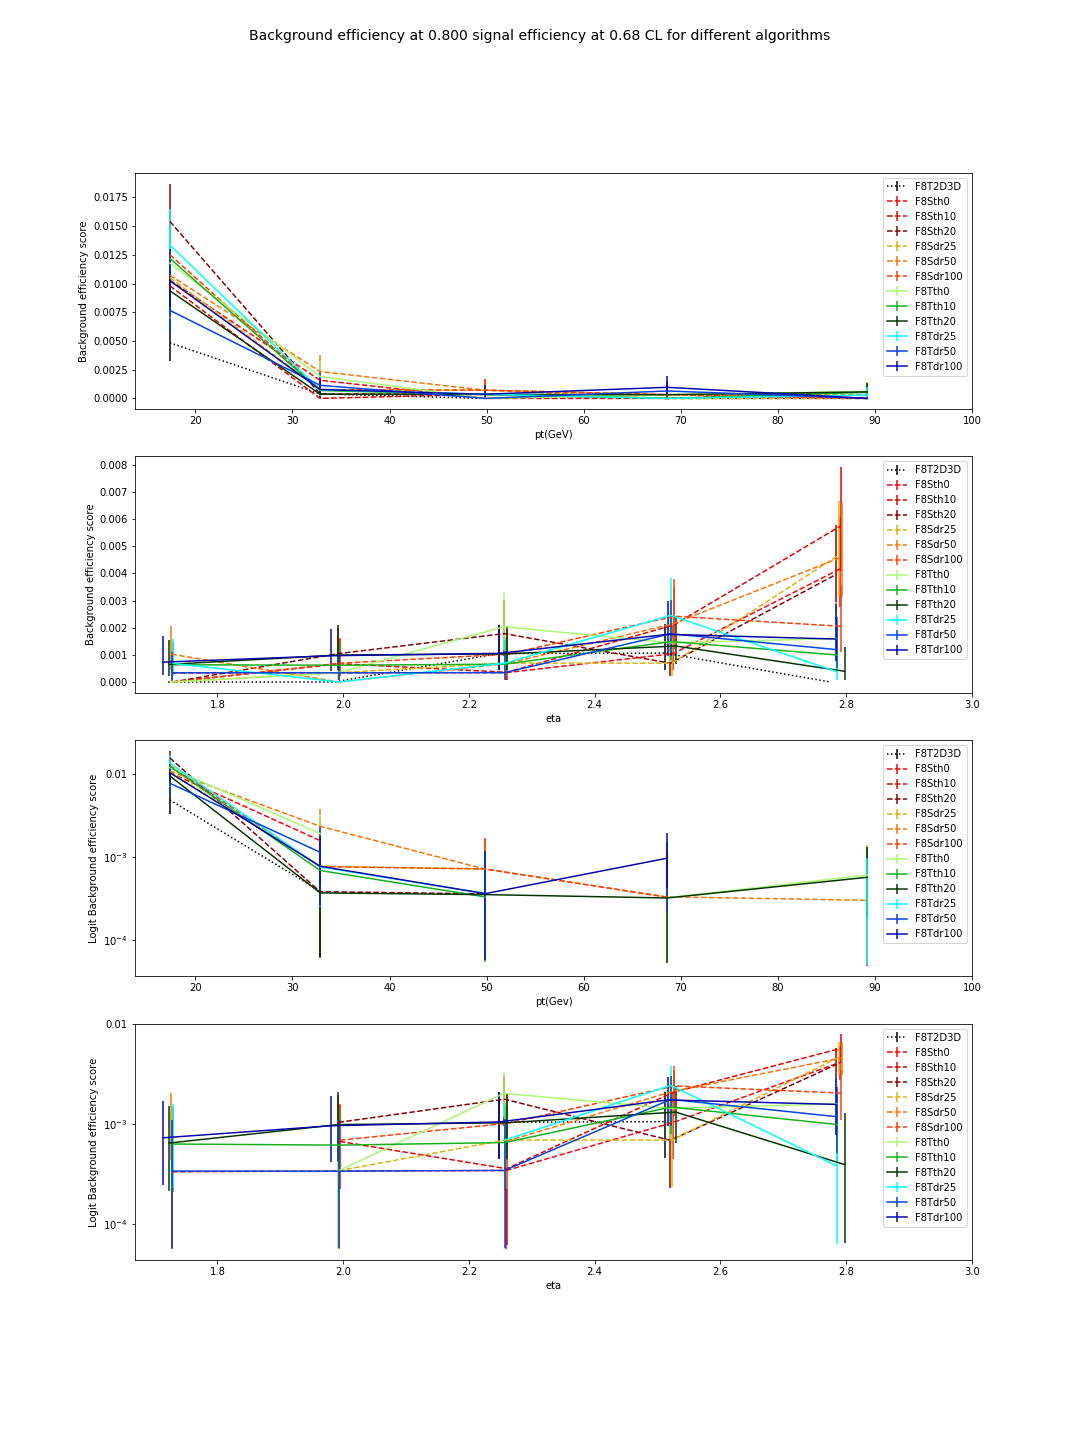 Background efficiency at 0.800 signal efficiency at 0.68 CL for different algorithms
Background efficiency score
0.0175
0.0150
0.0125
0.0100
0.0075
0.0050
0.0025
0.0000
20 30 40 50 60 70 80 90 100
pt(GeV)
F8T2D3D
F8Sth0
F8Sth10
F8Sth20
F8Sdr25
F8Sdr50
F8Sdr100
F8Tth0
F8Tth10
F8Tth20
F8Tdr25
F8Tdr50
F8Tdr100
Background efficiency score
0.008
0.007
0.006
0.005
0.004
0.003
0.002
0.001
0.000
1.8 2.0 2.2 2.4 2.6 2.8 3.0
eta
F8T2D3D
F8Sth0
F8Sth10
F8Sth20
F8Sdr25
F8Sdr50
F8Sdr100
F8Tth0
F8Tth10
F8Tth20
F8Tdr25
F8Tdr50
F8Tdr100
Logit Background efficiency score
0.01
10⁻³
10⁻⁴
20 30 40 50 60 70 80 90 100
pt(Gev)
F8T2D3D
F8Sth0
F8Sth10
F8Sth20
F8Sdr25
F8Sdr50
F8Sdr100
F8Tth0
F8Tth10
F8Tth20
F8Tdr25
F8Tdr50
F8Tdr100
Logit Background efficiency score
0.01
10⁻³
10⁻⁴
1.8 2.0 2.2 2.4 2.6 2.8 3.0
eta
F8T2D3D
F8Sth0
F8Sth10
F8Sth20
F8Sdr25
F8Sdr50
F8Sdr100
F8Tth0
F8Tth10
F8Tth20
F8Tdr25
F8Tdr50
F8Tdr100